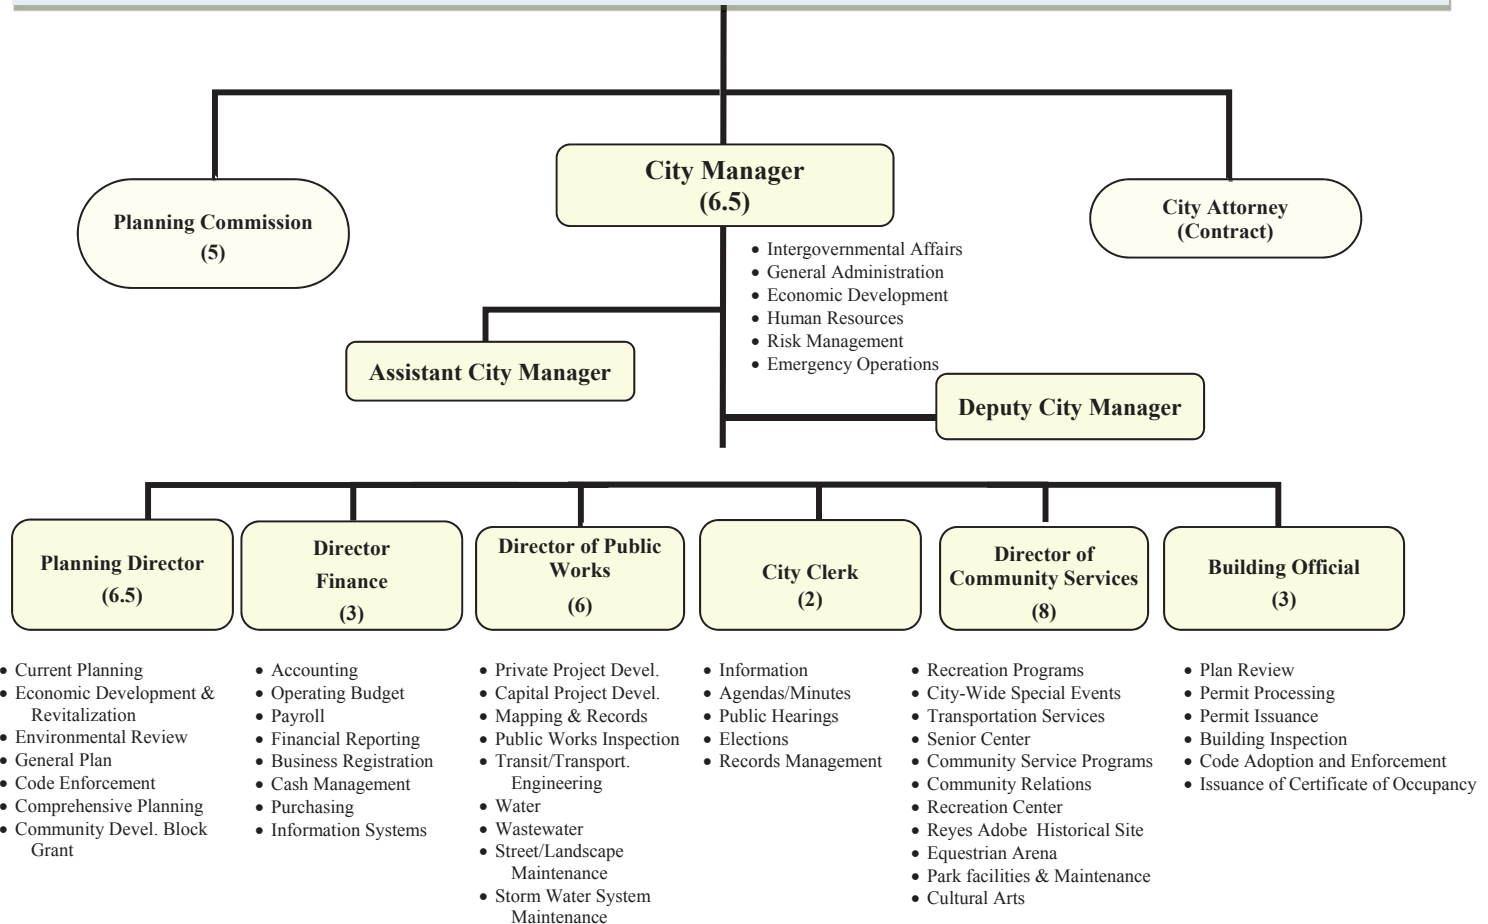 City Manager
(6.5)
Planning Commission
(5)
City Attorney
(Contract)
• Intergovernmental Affairs
• General Administration
• Economic Development
• Human Resources
• Risk Management
• Emergency Operations
Assistant City Manager
Deputy City Manager
Planning Director
(6.5)
Director
Finance
(3)
Director of Public
Works
(6)
City Clerk
(2)
Director of
Community Services
(8)
Building Official
(3)
• Current Planning
• Economic Development &
Revitalization
• Environmental Review
• General Plan
• Code Enforcement
• Comprehensive Planning
• Community Devel. Block
Grant
• Accounting
• Operating Budget
• Payroll
• Financial Reporting
• Business Registration
• Cash Management
• Purchasing
• Information Systems
• Private Project Devel.
• Capital Project Devel.
• Mapping & Records
• Public Works Inspection
• Transit/Transport.
Engineering
• Water
• Wastewater
• Street/Landscape
Maintenance
• Storm Water System
Maintenance
• Information
• Agendas/Minutes
• Public Hearings
• Elections
• Records Management
• Recreation Programs
• City-Wide Special Events
• Transportation Services
• Senior Center
• Community Service Programs
• Community Relations
• Recreation Center
• Reyes Adobe Historical Site
• Equestrian Arena
• Park facilities & Maintenance
• Cultural Arts
• Plan Review
• Permit Processing
• Permit Issuance
• Building Inspection
• Code Adoption and Enforcement
• Issuance of Certificate of Occupancy